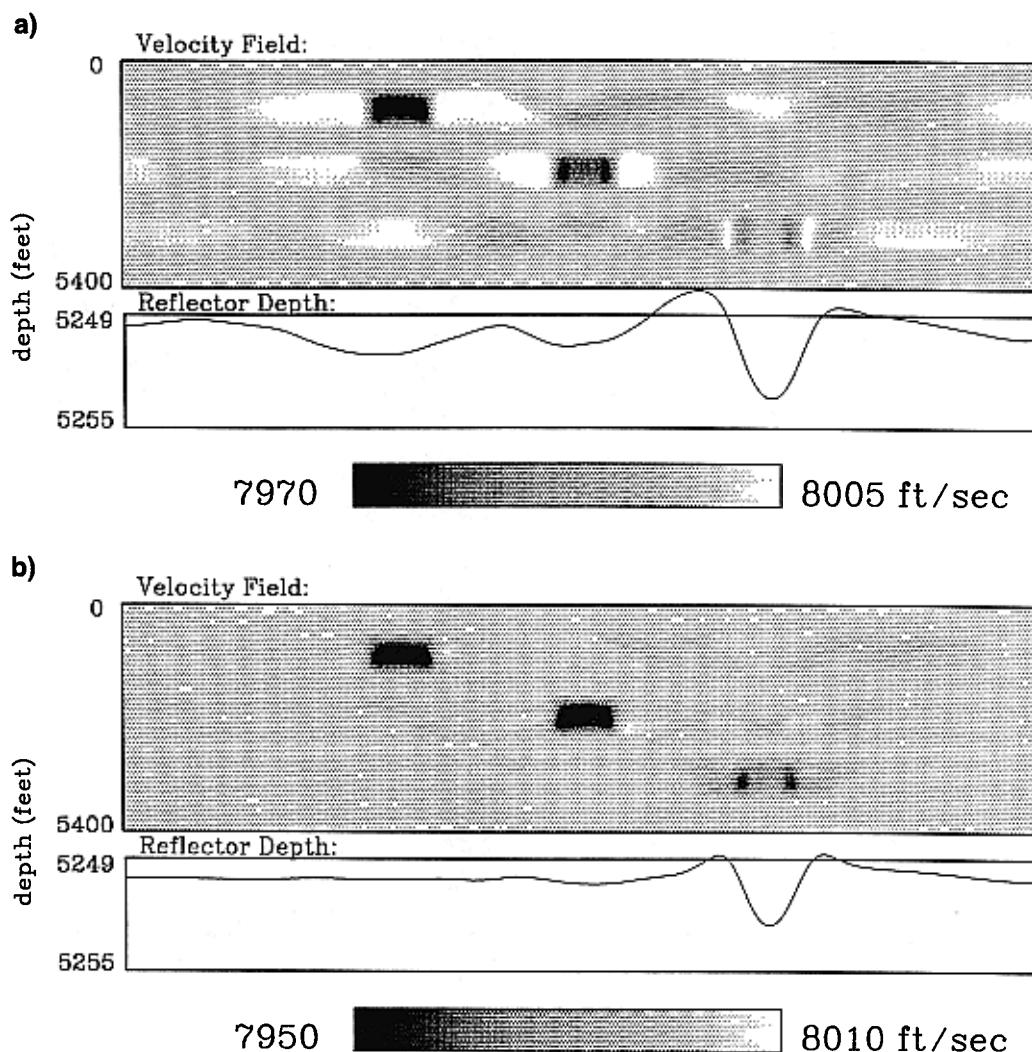 a)
Velocity Field:
0
depth (feet)
5400
Reflector Depth:
5249
5255
7970 8005 ft/sec
b)
Velocity Field:
0
depth (feet)
5400
Reflector Depth:
5249
5255
7950 8010 ft/sec